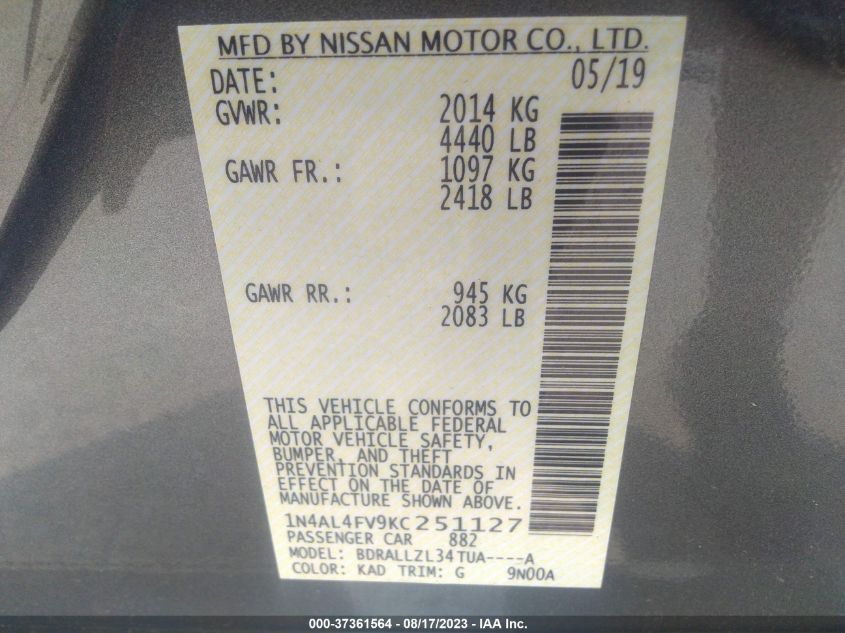 MFD BY NISSAN MOTOR CO., LTD.
DATE: 05/19
GVWR: 2014 KG
4440 LB
GAWR FR.: 1097 KG
2418 LB
GAWR RR.: 945 KG
2083 LB
THIS VEHICLE CONFORMS TO
ALL APPLICABLE FEDERAL
MOTOR VEHICLE SAFETY,
BUMPER, AND THEFT
PREVENTION STANDARDS IN
EFFECT ON THE DATE OF
MANUFACTURE SHOWN ABOVE.
1N4AL4FV9KC251127
PASSENGER CAR 882
MODEL: BDRALLZL34TUA----A
COLOR: KAD TRIM: G 9N00A
000-37361564 - 08/17/2023 - IAA Inc.